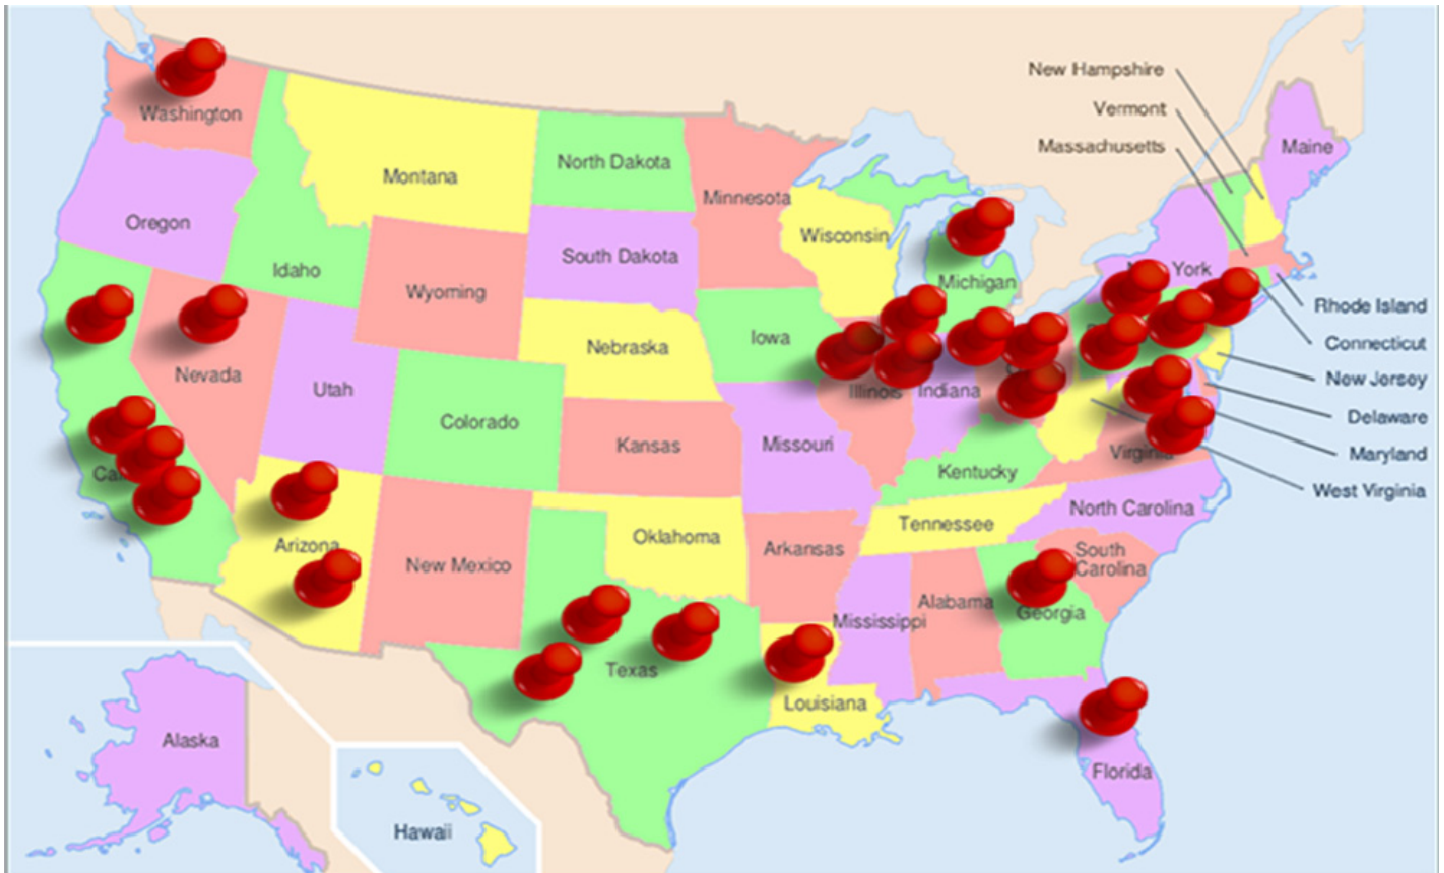 New Hampshire
Vermont
Massachusetts
Maine
Washington
Montana
North Dakota
Minnesota
Oregon
Idaho
Wisconsin
South Dakota
Michigan
York
Wyoming
Rhode Island
Iowa
Nebraska
Connecticut
Nevada
Utah
Illinois
Indiana
New Jersey
Colorado
Kansas
Missouri
Delaware
Virginia
Maryland
Kentucky
West Virginia
North Carolina
Tennessee
Oklahoma
Arizona
New Mexico
Arkansas
South
Carolina
Alabama
Georgia
Mississippi
Texas
Louisiana
Alaska
Florida
Hawaii